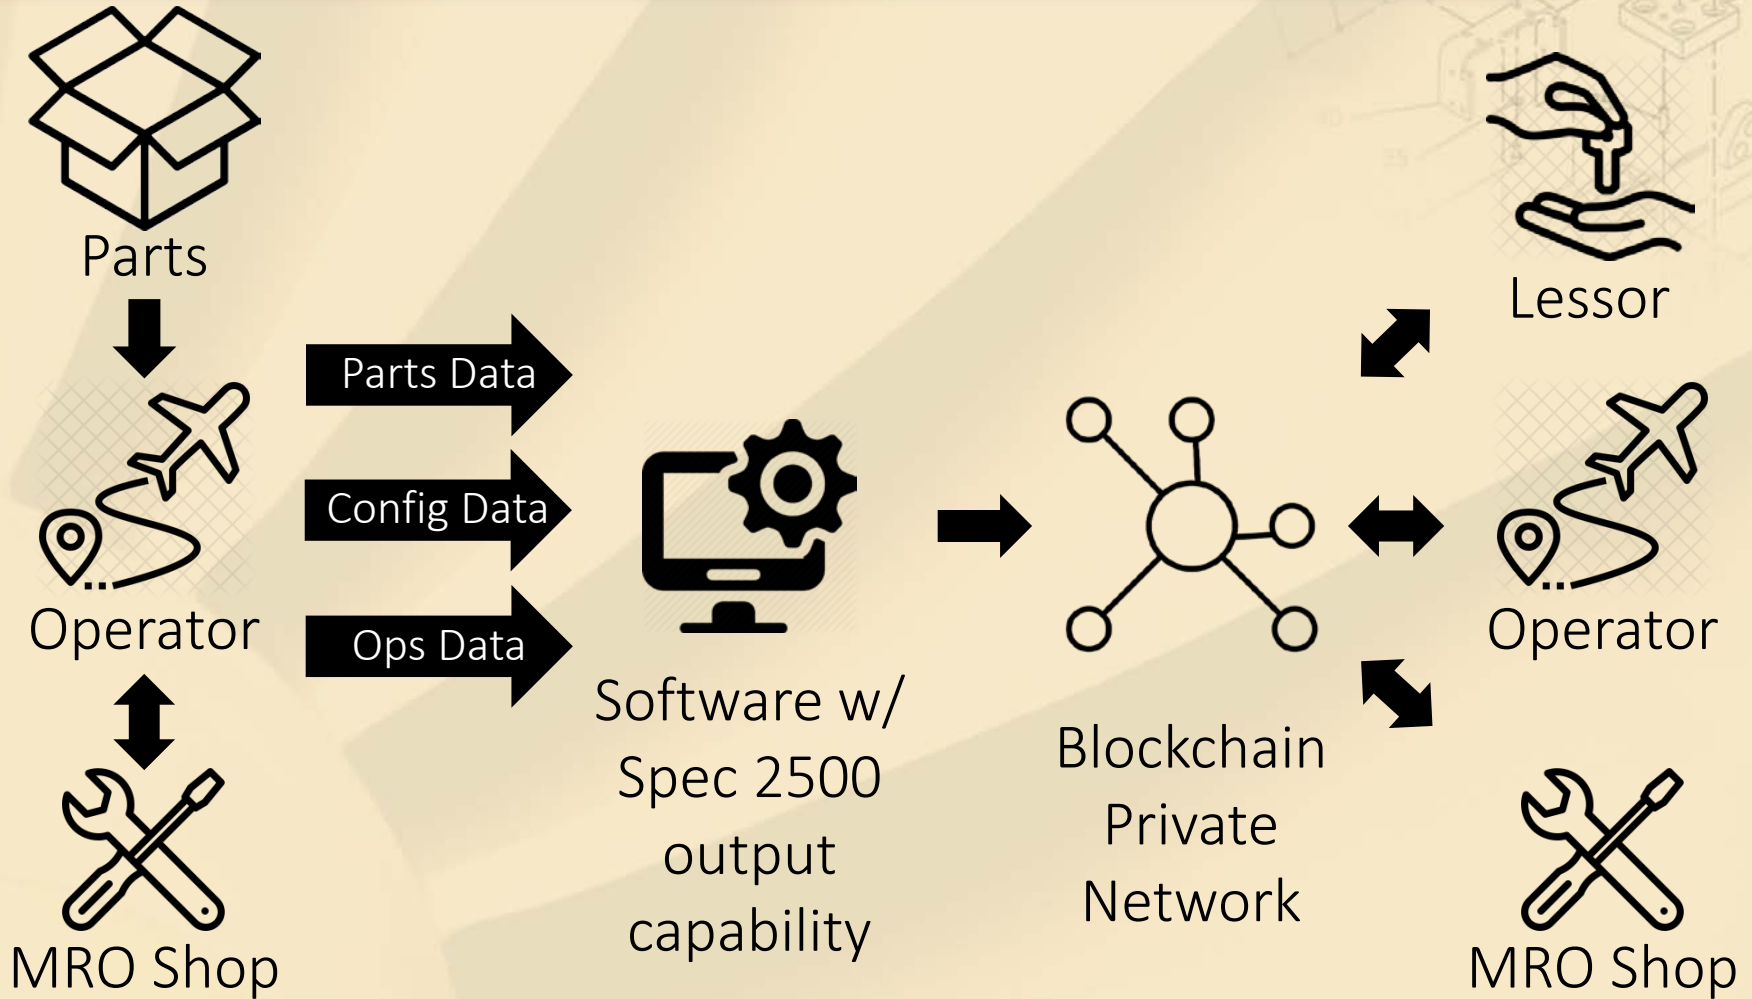 Parts
Operator
MRO Shop
Parts Data
Config Data
Ops Data
Software w/
Spec 2500
output
capability
Blockchain
Private
Network
Lessor
Operator
MRO Shop